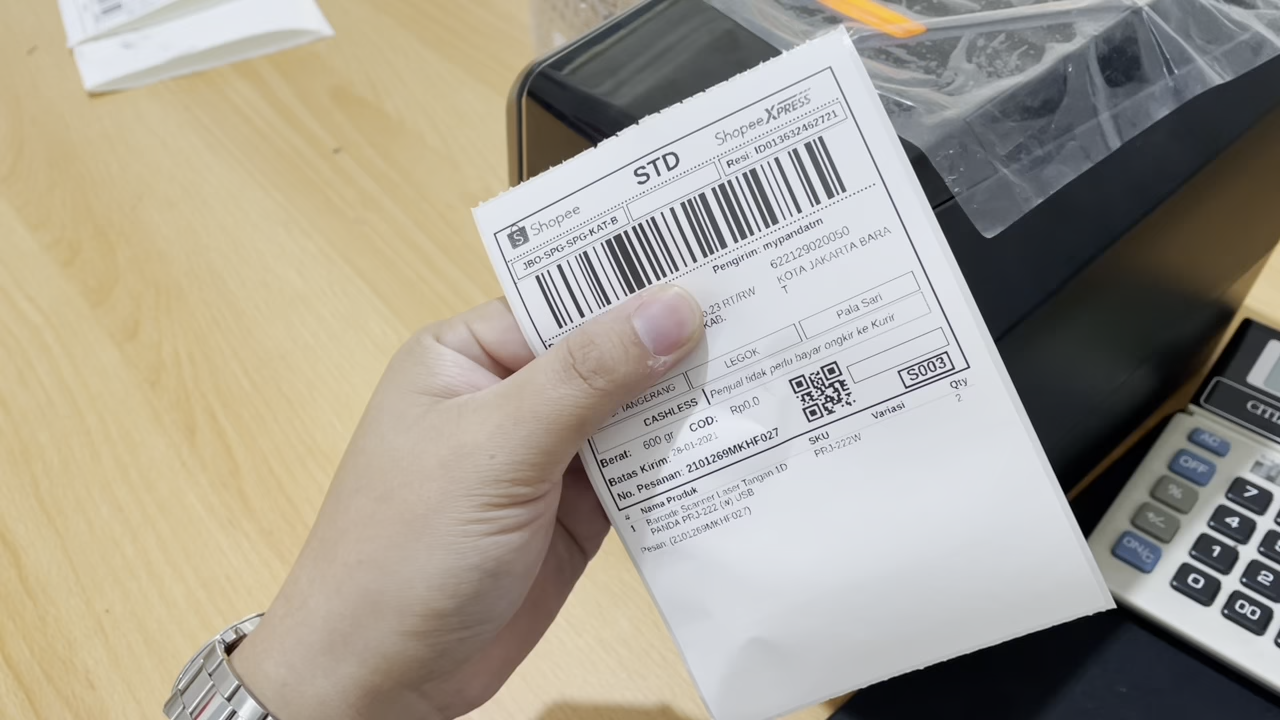 Shopee
STD
ShopeeXPRESS
JBO-SPG-SPG-KAT-B
Resi: ID013632462721
Pengirim: mypandatm
622129020050
KOTA JAKARTA BARA
T
.23 RT/RW
KAB.
TANGERANG
LEGOK
Pala Sari
CASHLESS
Penjual tidak perlu bayar ongkir ke Kurir
Berat: 600 gr
COD: Rp0.0
Batas Kirim: 28-01-2021
S003
No. Pesanan: 2101269MKHF027
# Nama Produk SKU Variasi Qty
1 Barcode Scanner Laser Tangan 1D PRJ-222W 2
PANDA PRJ-222 (W) USB
Pesan: (2101269MKHF027)
AC
OFF
%
+/−
ON/C
7
4
1
2
0
00